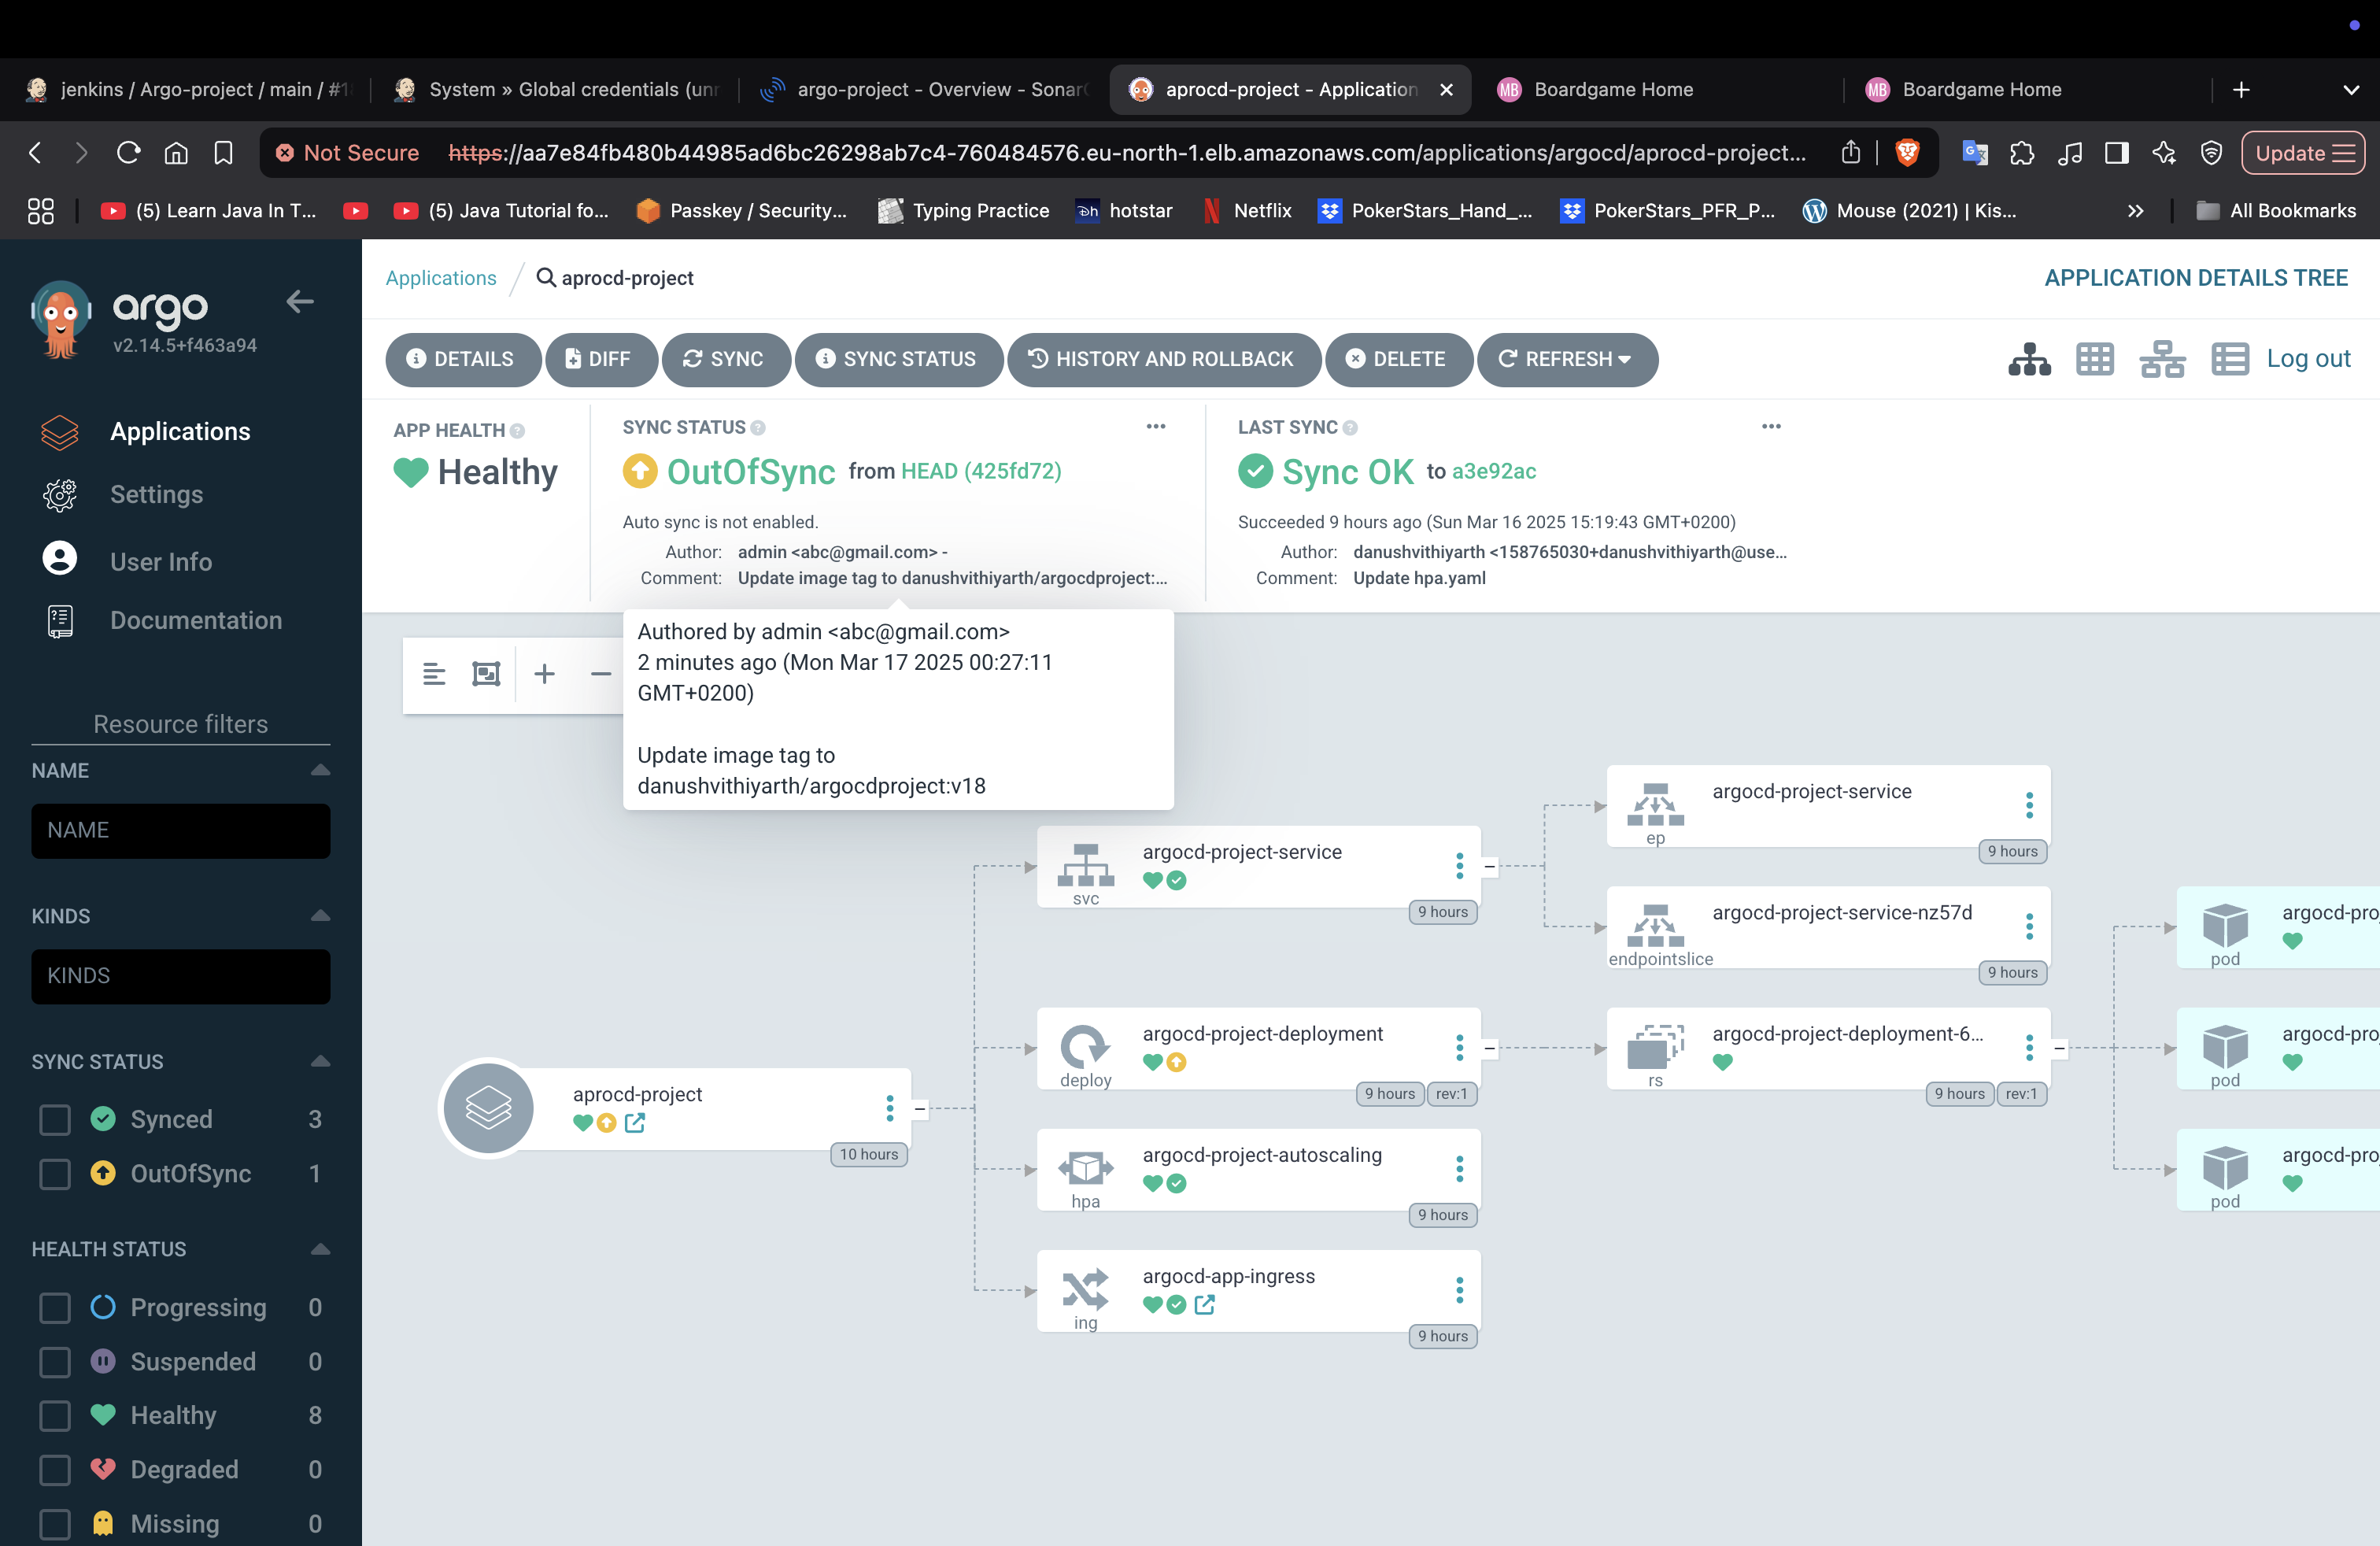 jenkins / Argo-project / main / #1
System » Global credentials (unr
argo-project - Overview - Sonar
aprocd-project - Application
MB Boardgame Home
MB Boardgame Home
Not Secure https://aa7e84fb480b44985ad6bc26298ab7c4-760484576.eu-north-1.elb.amazonaws.com/applications/argocd/aprocd-project...
Update
(5) Learn Java In T...
(5) Java Tutorial fo...
Passkey / Security...
Typing Practice
hotstar
Netflix
PokerStars_Hand_...
PokerStars_PFR_P...
Mouse (2021) | Kis...
All Bookmarks
argo
v2.14.5+f463a94
Applications
Settings
User Info
Documentation
Resource filters
NAME
NAME
KINDS
KINDS
SYNC STATUS
Synced 3
OutOfSync 1
HEALTH STATUS
Progressing 0
Suspended 0
Healthy 8
Degraded 0
Missing 0
Applications / aprocd-project
APPLICATION DETAILS TREE
DETAILS DIFF SYNC SYNC STATUS HISTORY AND ROLLBACK DELETE REFRESH
Log out
APP HEALTH
Healthy
SYNC STATUS
OutOfSync from HEAD (425fd72)
Auto sync is not enabled.
Author: admin <abc@gmail.com> -
Comment: Update image tag to danushvithiyarth/argocdproject:...
LAST SYNC
Sync OK to a3e92ac
Succeeded 9 hours ago (Sun Mar 16 2025 15:19:43 GMT+0200)
Author: danushvithiyarth <158765030+danushvithiyarth@use...
Comment: Update hpa.yaml
Authored by admin <abc@gmail.com>
2 minutes ago (Mon Mar 17 2025 00:27:11
GMT+0200)
Update image tag to
danushvithiyarth/argocdproject:v18
aprocd-project
10 hours
argocd-project-service
svc
9 hours
argocd-project-deployment
deploy
9 hours rev:1
argocd-project-autoscaling
hpa
9 hours
argocd-app-ingress
ing
9 hours
argocd-project-service
ep
9 hours
argocd-project-service-nz57d
endpointslice
9 hours
argocd-project-deployment-6...
rs
9 hours rev:1
argocd-pro
pod
argocd-pro
pod
argocd-pro
pod